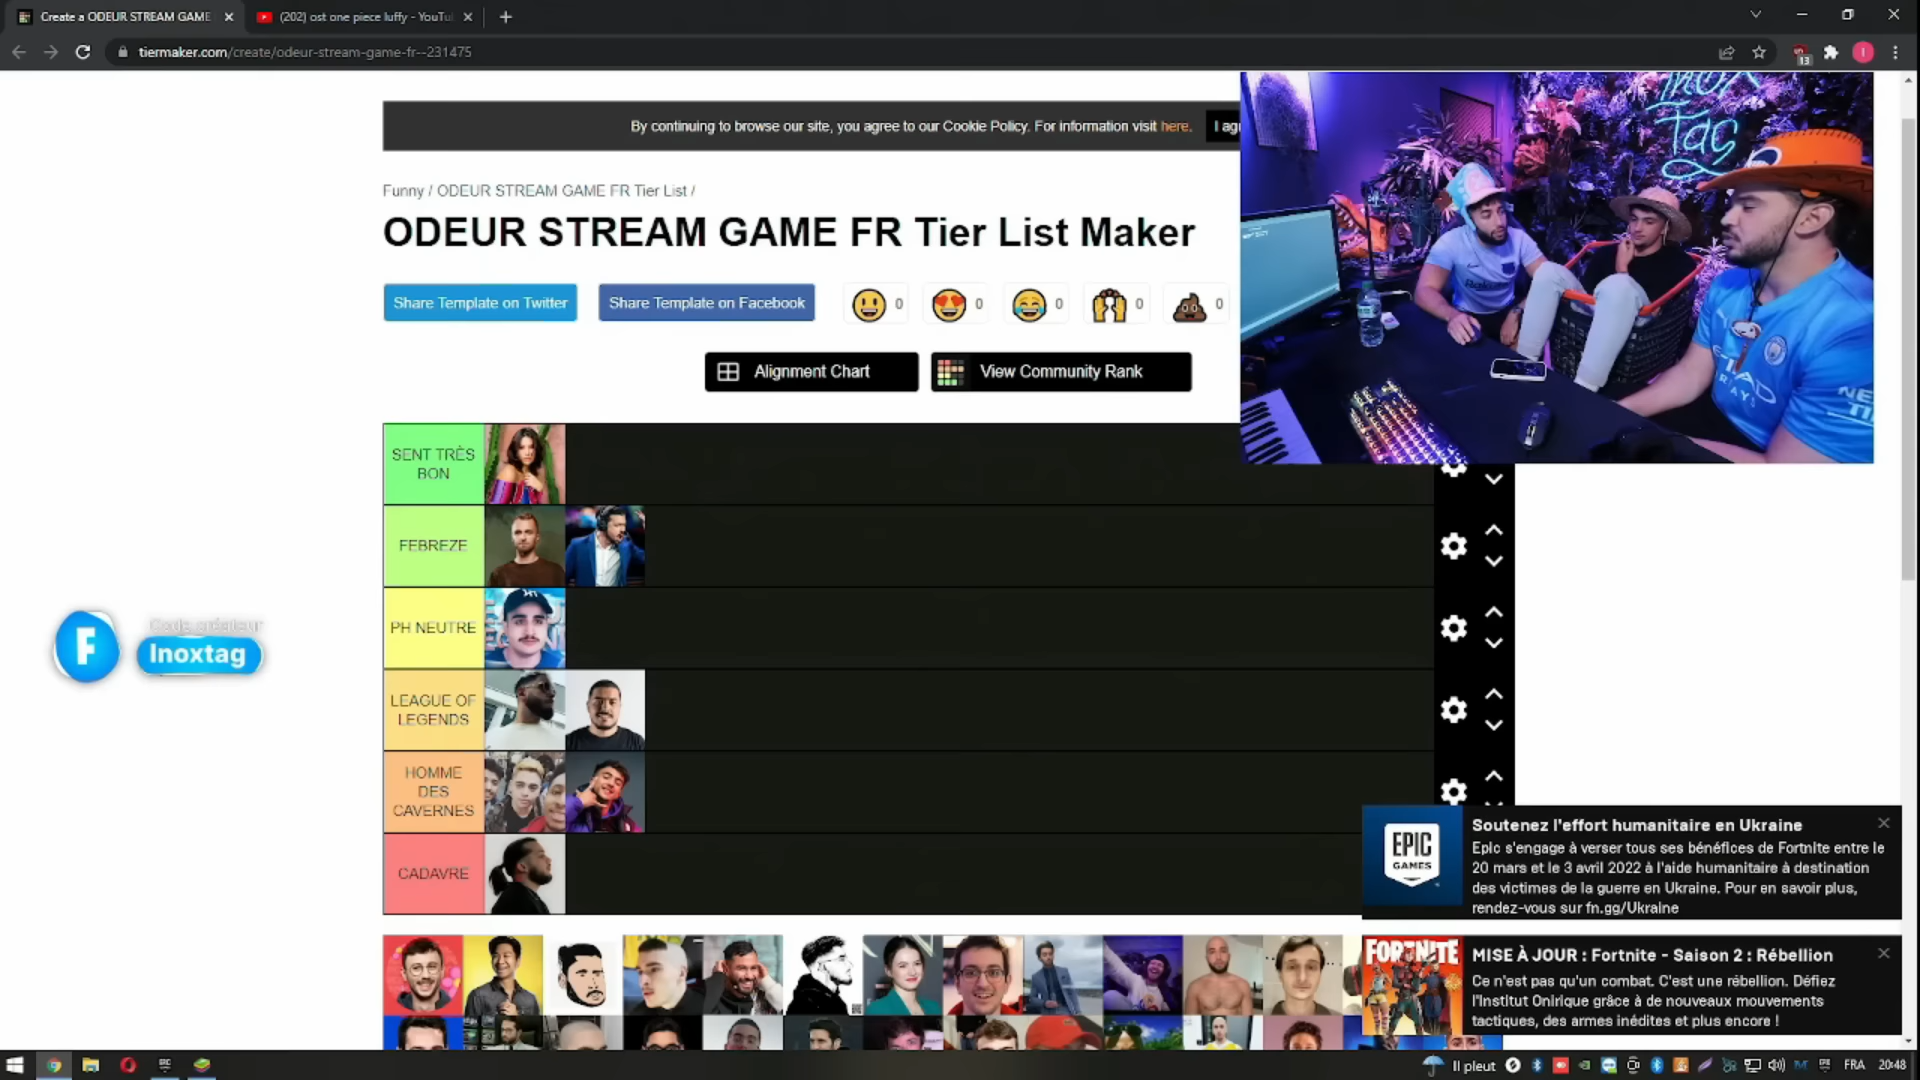 Create a ODEUR STREAM GAME
(202) ost one piece luffy - YouTu
tiermaker.com/create/odeur-stream-game-fr--231475
13
By continuing to browse our site, you agree to our Cookie Policy. For information visit here.
I ag
Funny / ODEUR STREAM GAME FR Tier List /
ODEUR STREAM GAME FR Tier List Maker
Share Template on Twitter
Share Template on Facebook
0
0
0
0
0
Alignment Chart
View Community Rank
Inox
Tag
SENT TRÈS
BON
FEBREZE
PH NEUTRE
LEAGUE OF
LEGENDS
HOMME
DES
CAVERNES
CADAVRE
F
Code créateur
Inoxtag
EPIC
GAMES
Soutenez l'effort humanitaire en Ukraine
Epic s'engage à verser tous ses bénéfices de Fortnite entre le
20 mars et le 3 avril 2022 à l'aide humanitaire à destination
des victimes de la guerre en Ukraine. Pour en savoir plus,
rendez-vous sur fn.gg/Ukraine
FORTNITE
MISE À JOUR : Fortnite - Saison 2 : Rébellion
Ce n'est pas qu'un combat. C'est une rébellion. Défiez
l'Institut Onirique grâce à de nouveaux mouvements
tactiques, des armes inédites et plus encore !
Il pleut
FRA
20:48